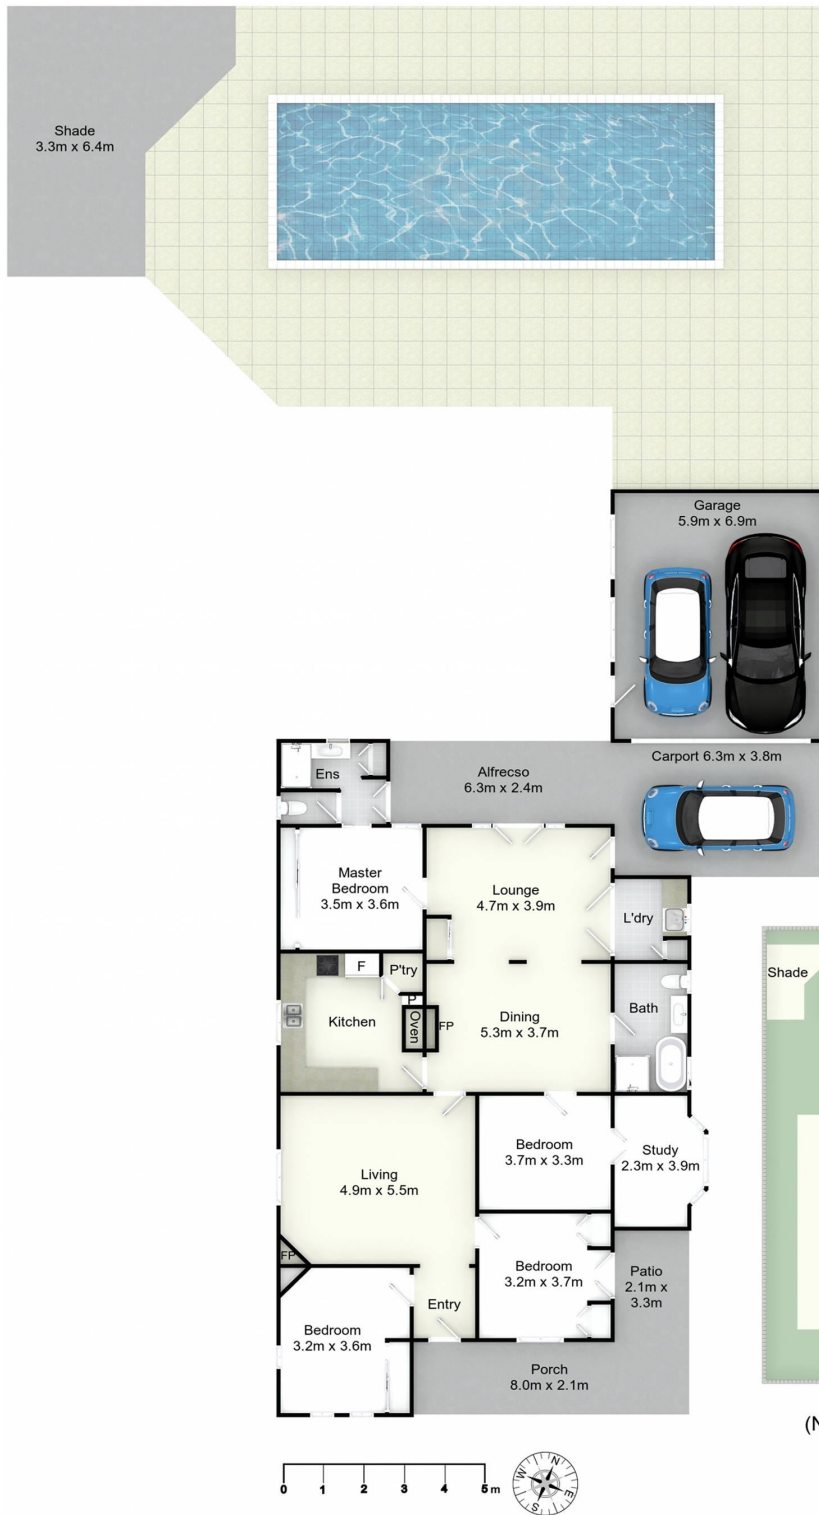 Shade
3.3m x 6.4m
Garage
5.9m x 6.9m
Carport 6.3m x 3.8m
Alfrecso
6.3m x 2.4m
Ens
Master
Bedroom
3.5m x 3.6m
Lounge
4.7m x 3.9m
L'dry
Shade
F
P'try
P
Oven
FP
Kitchen
Dining
5.3m x 3.7m
Bath
Bedroom
3.7m x 3.3m
Study
2.3m x 3.9m
Living
4.9m x 5.5m
FP
Bedroom
3.2m x 3.7m
Patio
2.1m x
3.3m
Entry
Bedroom
3.2m x 3.6m
Porch
8.0m x 2.1m
(N
0 1 2 3 4 5 m
N
W
E
S